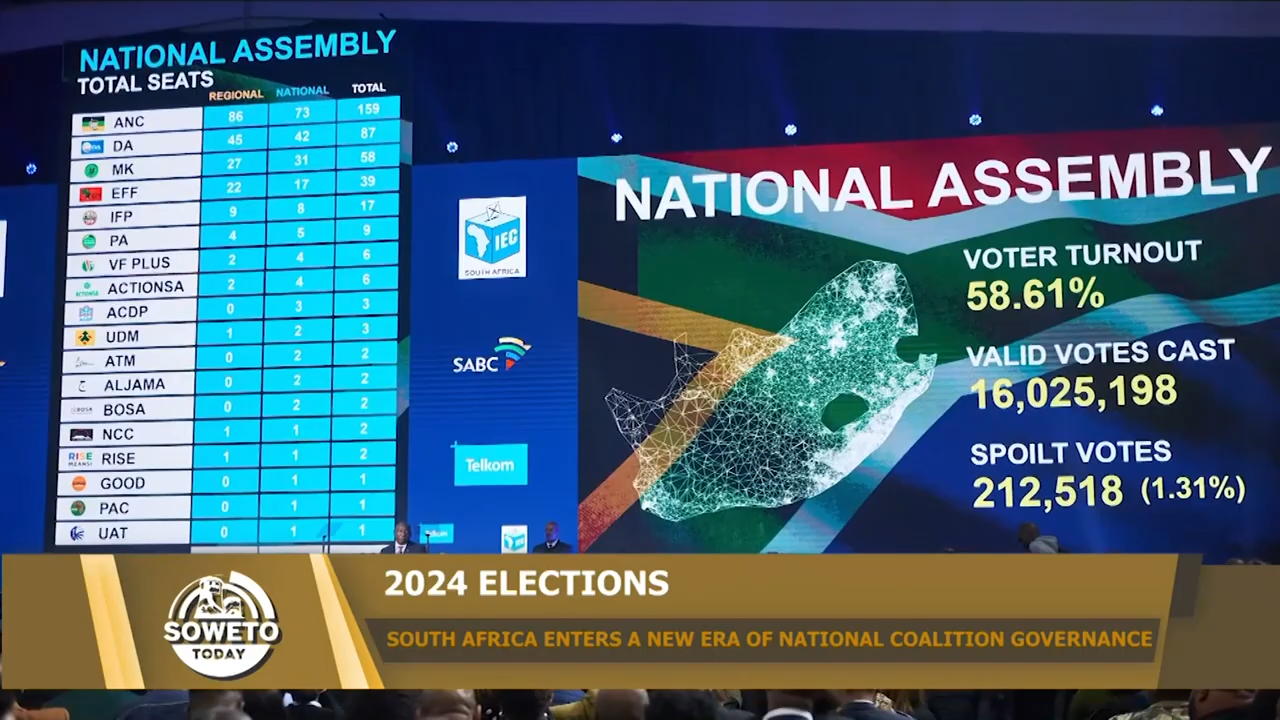 NATIONAL ASSEMBLY
TOTAL SEATS
REGIONAL NATIONAL TOTAL
ANC 86 73 159
DA 45 42 87
MK 27 31 58
EFF 22 17 39
IFP 9 8 17
PA 4 5 9
VF PLUS 2 4 6
ACTIONSA 2 4 6
ACDP 0 3 3
UDM 1 2 3
ATM 0 2 2
ALJAMA 0 2 2
BOSA 0 2 2
NCC 1 1 2
RISE MZANSI RISE 1 1 2
GOOD 0 1 1
PAC 0 1 1
UAT 0 1 1
IEC
SOUTH AFRICA
SABC
Telkom
NATIONAL ASSEMBLY
VOTER TURNOUT
58.61%
VALID VOTES CAST
16,025,198
SPOILT VOTES
212,518 (1.31%)
SOWETO
TODAY
2024 ELECTIONS
SOUTH AFRICA ENTERS A NEW ERA OF NATIONAL COALITION GOVERNANCE